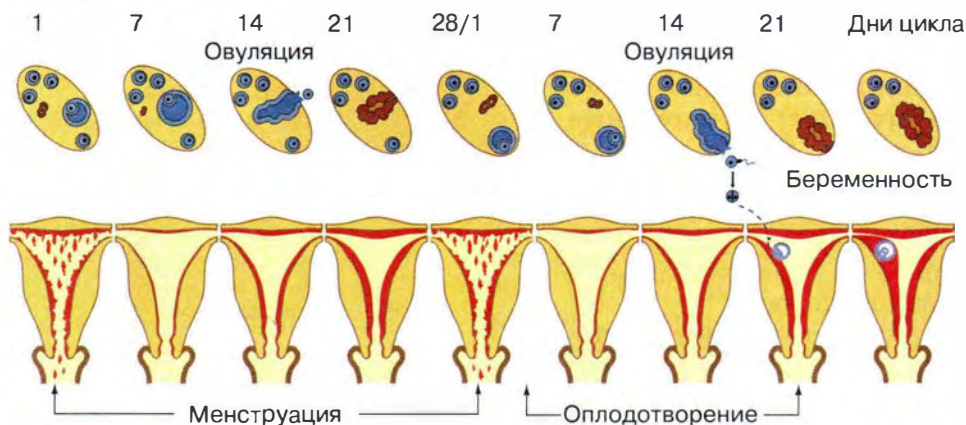 1 7 14 21 28/1 7 14 21 Дни цикла
Овуляция Овуляция
Беременность
Менструация Оплодотворение